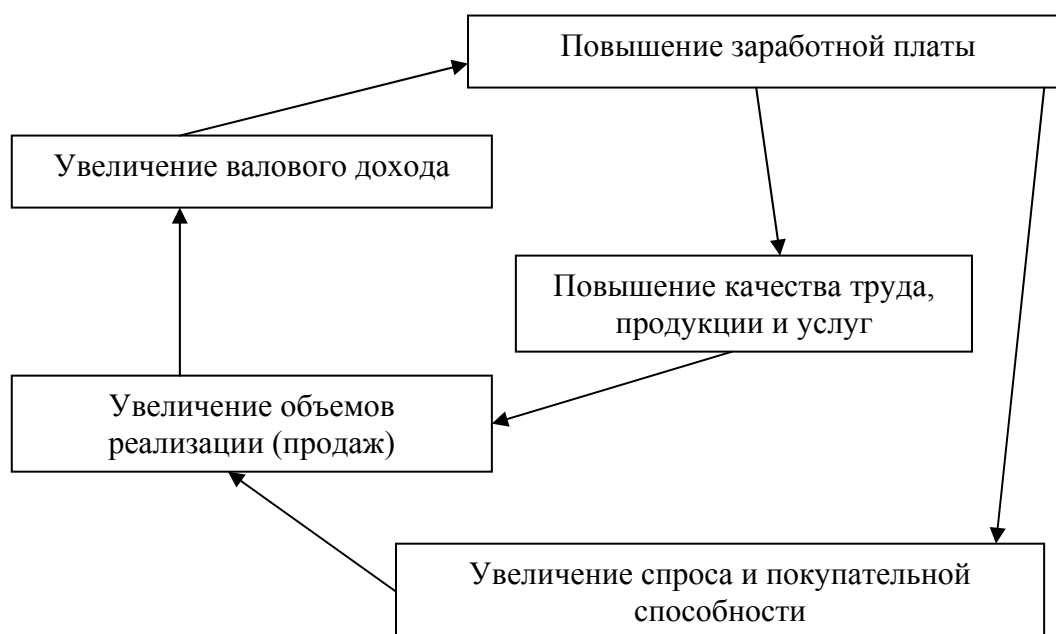 Повышение заработной платы
Увеличение валового дохода
Повышение качества труда,
продукции и услуг
Увеличение объемов
реализации (продаж)
Увеличение спроса и покупательной
способности